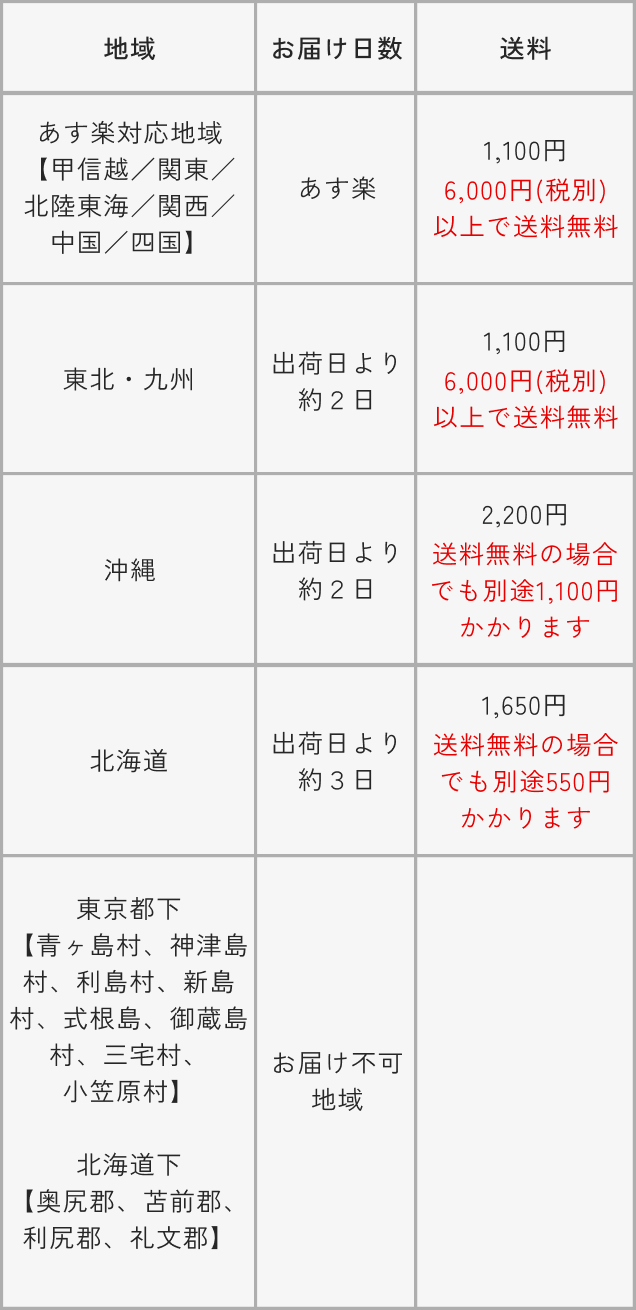 地域
お届け日数
送料
あす楽対応地域
【甲信越／関東／
北陸東海／関西／
中国／四国】
あす楽
1,100円
6,000円(税別)
以上で送料無料
東北・九州
出荷日より
約２日
1,100円
6,000円(税別)
以上で送料無料
沖縄
出荷日より
約２日
2,200円
送料無料の場合
でも別途1,100円
かかります
北海道
出荷日より
約３日
1,650円
送料無料の場合
でも別途550円
かかります
東京都下
【青ヶ島村、神津島
村、利島村、新島
村、式根島、御蔵島
村、三宅村、
小笠原村】
北海道下
【奥尻郡、苫前郡、
利尻郡、礼文郡】
お届け不可
地域